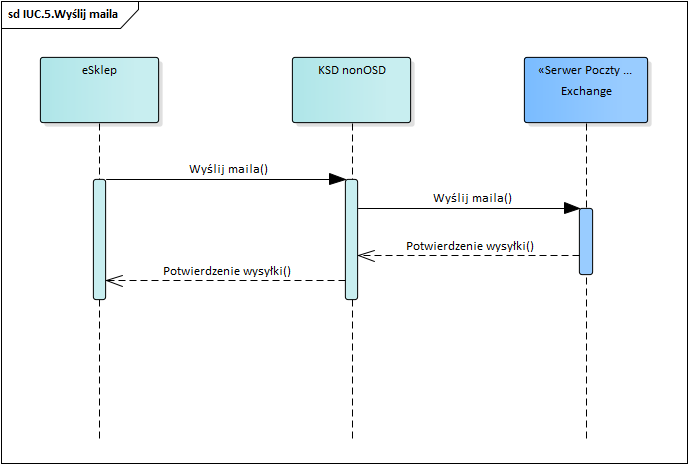 sd IUC.5.Wyślij maila
eSklep
KSD nonOSD
«Serwer Poczty ...
Exchange
Wyślij maila()
Wyślij maila()
Potwierdzenie wysyłki()
Potwierdzenie wysyłki()